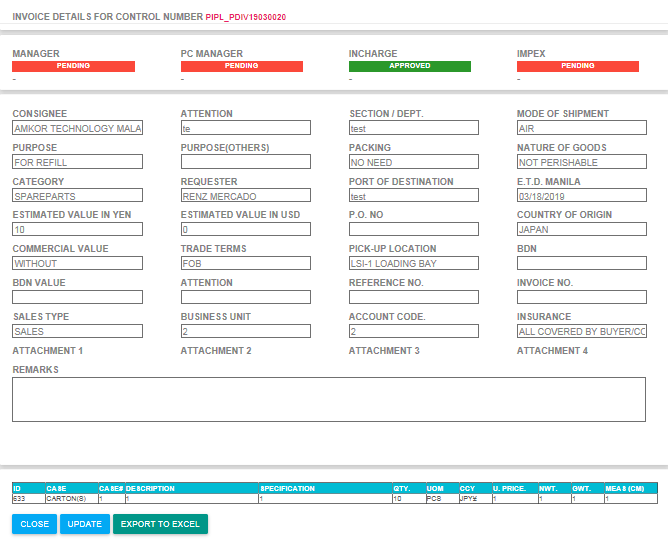 INVOICE DETAILS FOR CONTROL NUMBER PIPL_PDIV19030020
MANAGER PC MANAGER INCHARGE IMPEX
PENDING PENDING APPROVED PENDING
- - - -
CONSIGNEE ATTENTION SECTION / DEPT. MODE OF SHIPMENT
AMKOR TECHNOLOGY MALA te test AIR
PURPOSE PURPOSE(OTHERS) PACKING NATURE OF GOODS
FOR REFILL NO NEED NOT PERISHABLE
CATEGORY REQUESTER PORT OF DESTINATION E.T.D. MANILA
SPAREPARTS RENZ MERCADO test 03/18/2019
ESTIMATED VALUE IN YEN ESTIMATED VALUE IN USD P.O. NO COUNTRY OF ORIGIN
10 0 JAPAN
COMMERCIAL VALUE TRADE TERMS PICK-UP LOCATION BDN
WITHOUT FOB LSI-1 LOADING BAY
BDN VALUE ATTENTION REFERENCE NO. INVOICE NO.
SALES TYPE BUSINESS UNIT ACCOUNT CODE. INSURANCE
SALES 2 2 ALL COVERED BY BUYER/CO
ATTACHMENT 1 ATTACHMENT 2 ATTACHMENT 3 ATTACHMENT 4
REMARKS
ID CASE CASE# DESCRIPTION SPECIFICATION QTY. UOM CCY U. PRICE. NWT. GWT. MEAS (CM)
633 CARTON(S) 1 1 1 10 PCS JPY¥ 1 1 1 1
CLOSE UPDATE EXPORT TO EXCEL